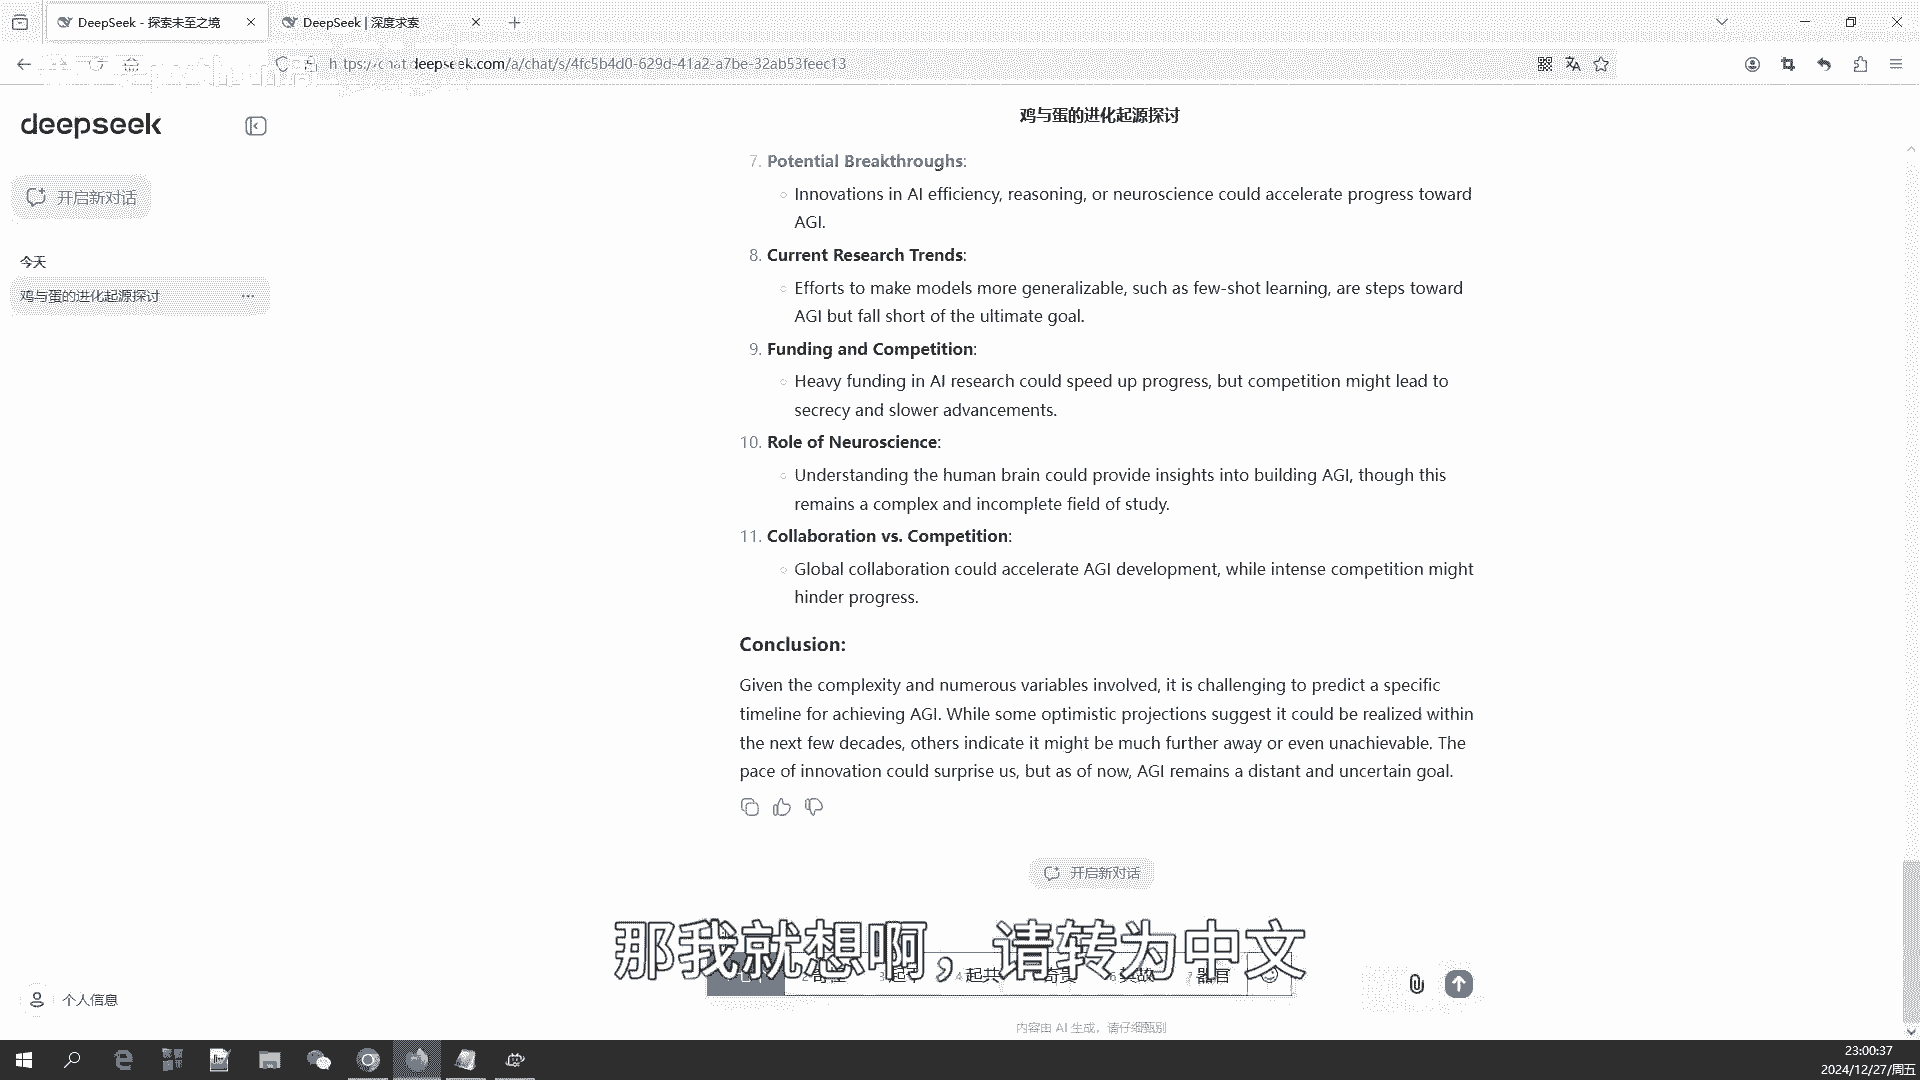 DeepSeek - 探索未至之境
DeepSeek | 深度求索
https://chat.deepseek.com/a/chat/s/4fc5b4d0-629d-41a2-a7be-32ab53feec13
deepseek
鸡与蛋的进化起源探讨
开启新对话
今天
鸡与蛋的进化起源探讨
7. Potential Breakthroughs:
Innovations in AI efficiency, reasoning, or neuroscience could accelerate progress toward
AGI.
8. Current Research Trends:
Efforts to make models more generalizable, such as few-shot learning, are steps toward
AGI but fall short of the ultimate goal.
9. Funding and Competition:
Heavy funding in AI research could speed up progress, but competition might lead to
secrecy and slower advancements.
10. Role of Neuroscience:
Understanding the human brain could provide insights into building AGI, though this
remains a complex and incomplete field of study.
11. Collaboration vs. Competition:
Global collaboration could accelerate AGI development, while intense competition might
hinder progress.
Conclusion:
Given the complexity and numerous variables involved, it is challenging to predict a specific
timeline for achieving AGI. While some optimistic projections suggest it could be realized within
the next few decades, others indicate it might be much further away or even unachievable. The
pace of innovation could surprise us, but as of now, AGI remains a distant and uncertain goal.
开启新对话
那我就想啊，请转为中文
起共
器官
个人信息
内容由 AI 生成，请仔细甄别
23:00:37
2024/12/27/周五